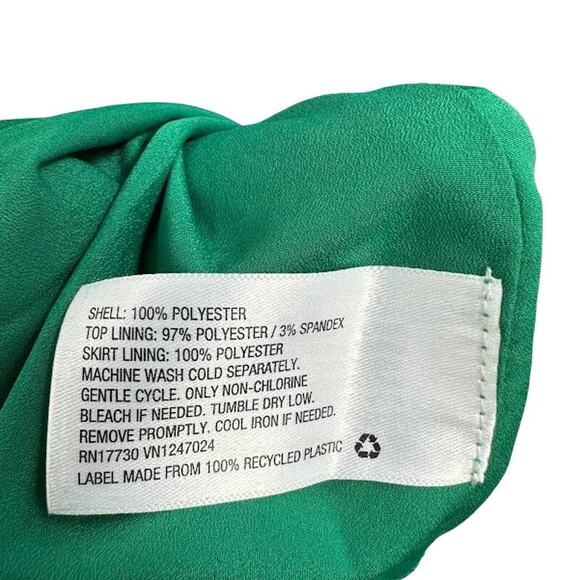 SHELL: 100% POLYESTER
TOP LINING: 97% POLYESTER / 3% SPANDEX
SKIRT LINING: 100% POLYESTER
MACHINE WASH COLD SEPARATELY.
GENTLE CYCLE. ONLY NON-CHLORINE
BLEACH IF NEEDED. TUMBLE DRY LOW.
REMOVE PROMPTLY. COOL IRON IF NEEDED.
RN17730 VN1247024
LABEL MADE FROM 100% RECYCLED PLASTIC